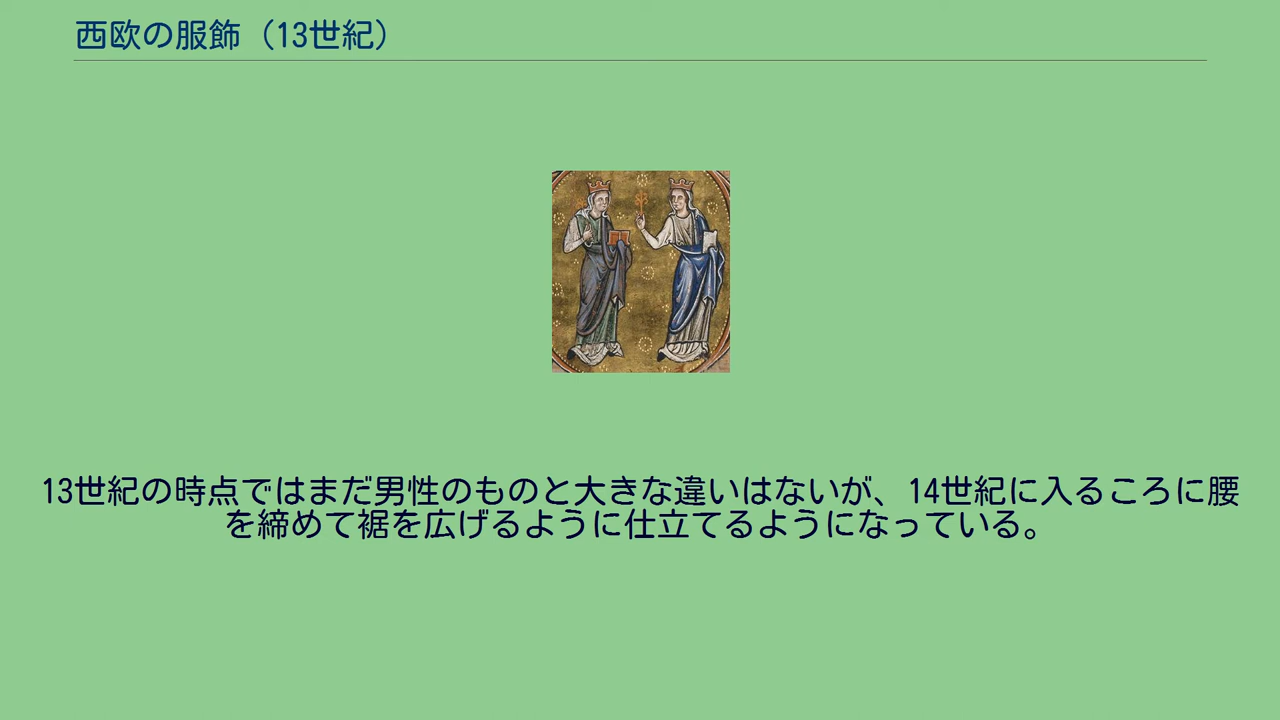 西欧の服飾（13世紀）
13世紀の時点ではまだ男性のものと大きな違いはないが、14世紀に入るころに腰
を締めて裾を広げるように仕立てるようになっている。